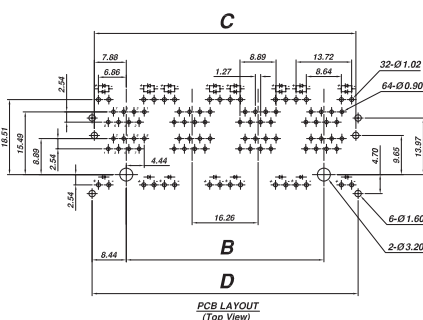 C
7.88
8.89
13.72
6.86
1.27
8.64
32-Ø1.02
64-Ø0.90
2.54
18.51
15.49
8.89
2.54
4.44
4.70
9.65
13.97
2.54
16.26
6-Ø1.60
8.44
B
2-Ø3.20
D
PCB LAYOUT
(Top View)